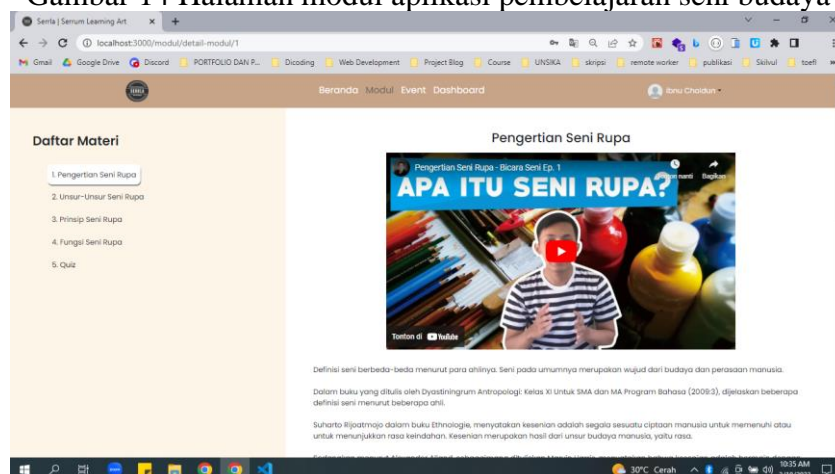 Gambar 14 Halaman modul aplikasi pembelajaran seni budaya
Senla | Serrum Learning Art
localhost:3000/modul/detail-modul/1
Gmail Google Drive Discord PORTFOLIO DAN P... Dicoding Web Development Project Blog Course UNSIKA skripsi remote worker publikasi Skilvul toefl
Beranda Modul Event Dashboard Ibnu Choldun
Daftar Materi
1. Pengertian Seni Rupa
2. Unsur-Unsur Seni Rupa
3. Prinsip Seni Rupa
4. Fungsi Seni Rupa
5. Quiz
Pengertian Seni Rupa
Pengertian Seni Rupa - Bicara Seni Ep. 1
nanti Bagikan
APA ITU SENI RUPA?
Tonton di YouTube
Definisi seni berbeda-beda menurut para ahlinya. Seni pada umumnya merupakan wujud dari budaya dan perasaan manusia.
Dalam buku yang ditulis oleh Dyastiningrum Antropologi: Kelas XI Untuk SMA dan MA Program Bahasa (2009:3), dijelaskan beberapa
definisi seni menurut beberapa ahli.
Suharto Rijoatmojo dalam buku Ethnologie, menyatakan kesenian adalah segala sesuatu ciptaan manusia untuk memenuhi atau
untuk menunjukkan rasa keindahan. Kesenian merupakan hasil dari unsur budaya manusia, yaitu rasa.
30°C Cerah 10:35 AM